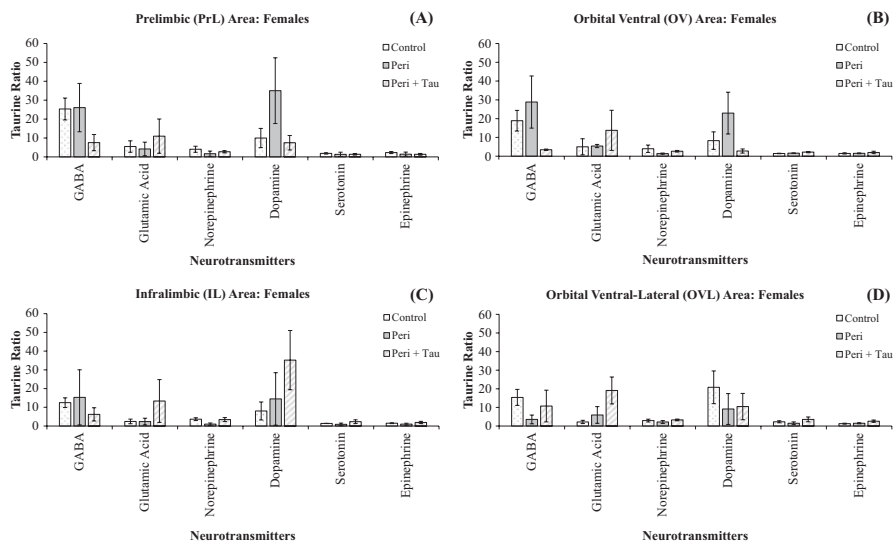 Prelimbic (PrL) Area: Females
(A)
Taurine Ratio
60
50
40
30
20
10
0
Control
Peri
Peri + Tau
GABA
Glutamic Acid
Norepinephrine
Dopamine
Serotonin
Epinephrine
Neurotransmitters
Orbital Ventral (OV) Area: Females
(B)
Taurine Ratio
60
50
40
30
20
10
0
Control
Peri
Peri + Tau
GABA
Glutamic Acid
Norepinephrine
Dopamine
Serotonin
Epinephrine
Neurotransmitters
Infralimbic (IL) Area: Females
(C)
Taurine Ratio
60
50
40
30
20
10
0
Control
Peri
Peri + Tau
GABA
Glutamic Acid
Norepinephrine
Dopamine
Serotonin
Epinephrine
Neurotransmitters
Orbital Ventral-Lateral (OVL) Area: Females
(D)
Taurine Ratio
60
50
40
30
20
10
0
Control
Peri
Peri + Tau
GABA
Glutamic Acid
Norepinephrine
Dopamine
Serotonin
Epinephrine
Neurotransmitters